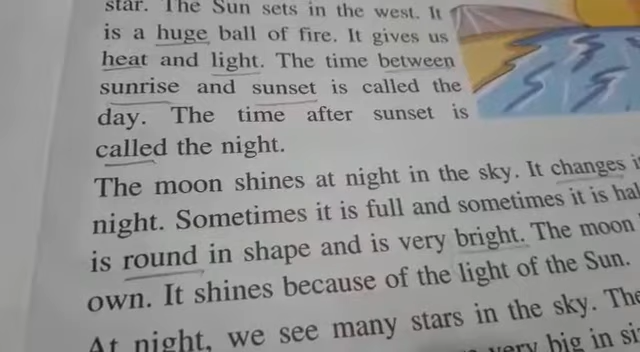 star. The Sun sets in the west. It
is a huge ball of fire. It gives us
heat and light. The time between
sunrise and sunset is called the
day. The time after sunset is
called the night.
The moon shines at night in the sky. It changes
night. Sometimes it is full and sometimes it is
is round in shape and is very bright. The moon
own. It shines because of the light of the Sun.
At night, we see many stars in the sky. The
very big in